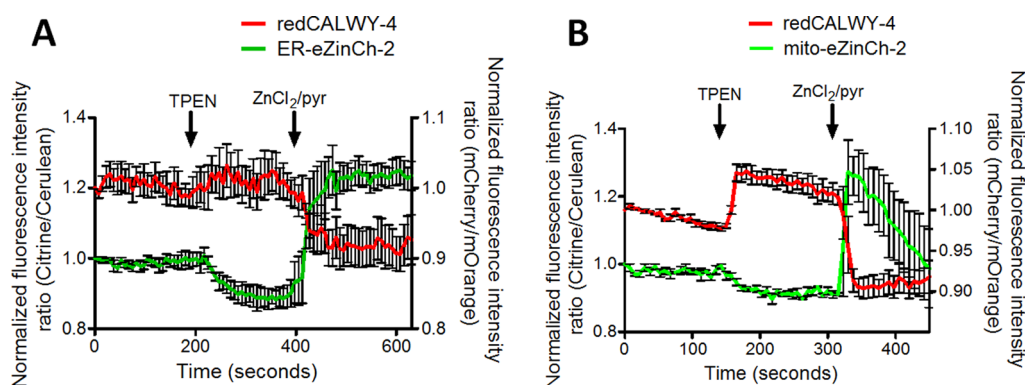 A
redCALWY-4
ER-eZinCh-2
Normalized fluorescence intensity
ratio (Citrine/Cerulean)
1.4
1.2
1.0
0.8
TPEN
ZnCl2/pyr
1.1
1.0
0.9
0.8
Normalized fluorescence intensity
ratio (mCherry/mOrange)
0 200 400 600
Time (seconds)
B
redCALWY-4
mito-eZinCh-2
Normalized fluorescence intensity
ratio (Citrine/Cerulean)
1.4
1.2
1.0
0.8
TPEN
ZnCl2/pyr
1.10
1.05
1.00
0.95
0.90
Normalized fluorescence intensity
ratio (mCherry/mOrange)
0 100 200 300 400
Time (seconds)